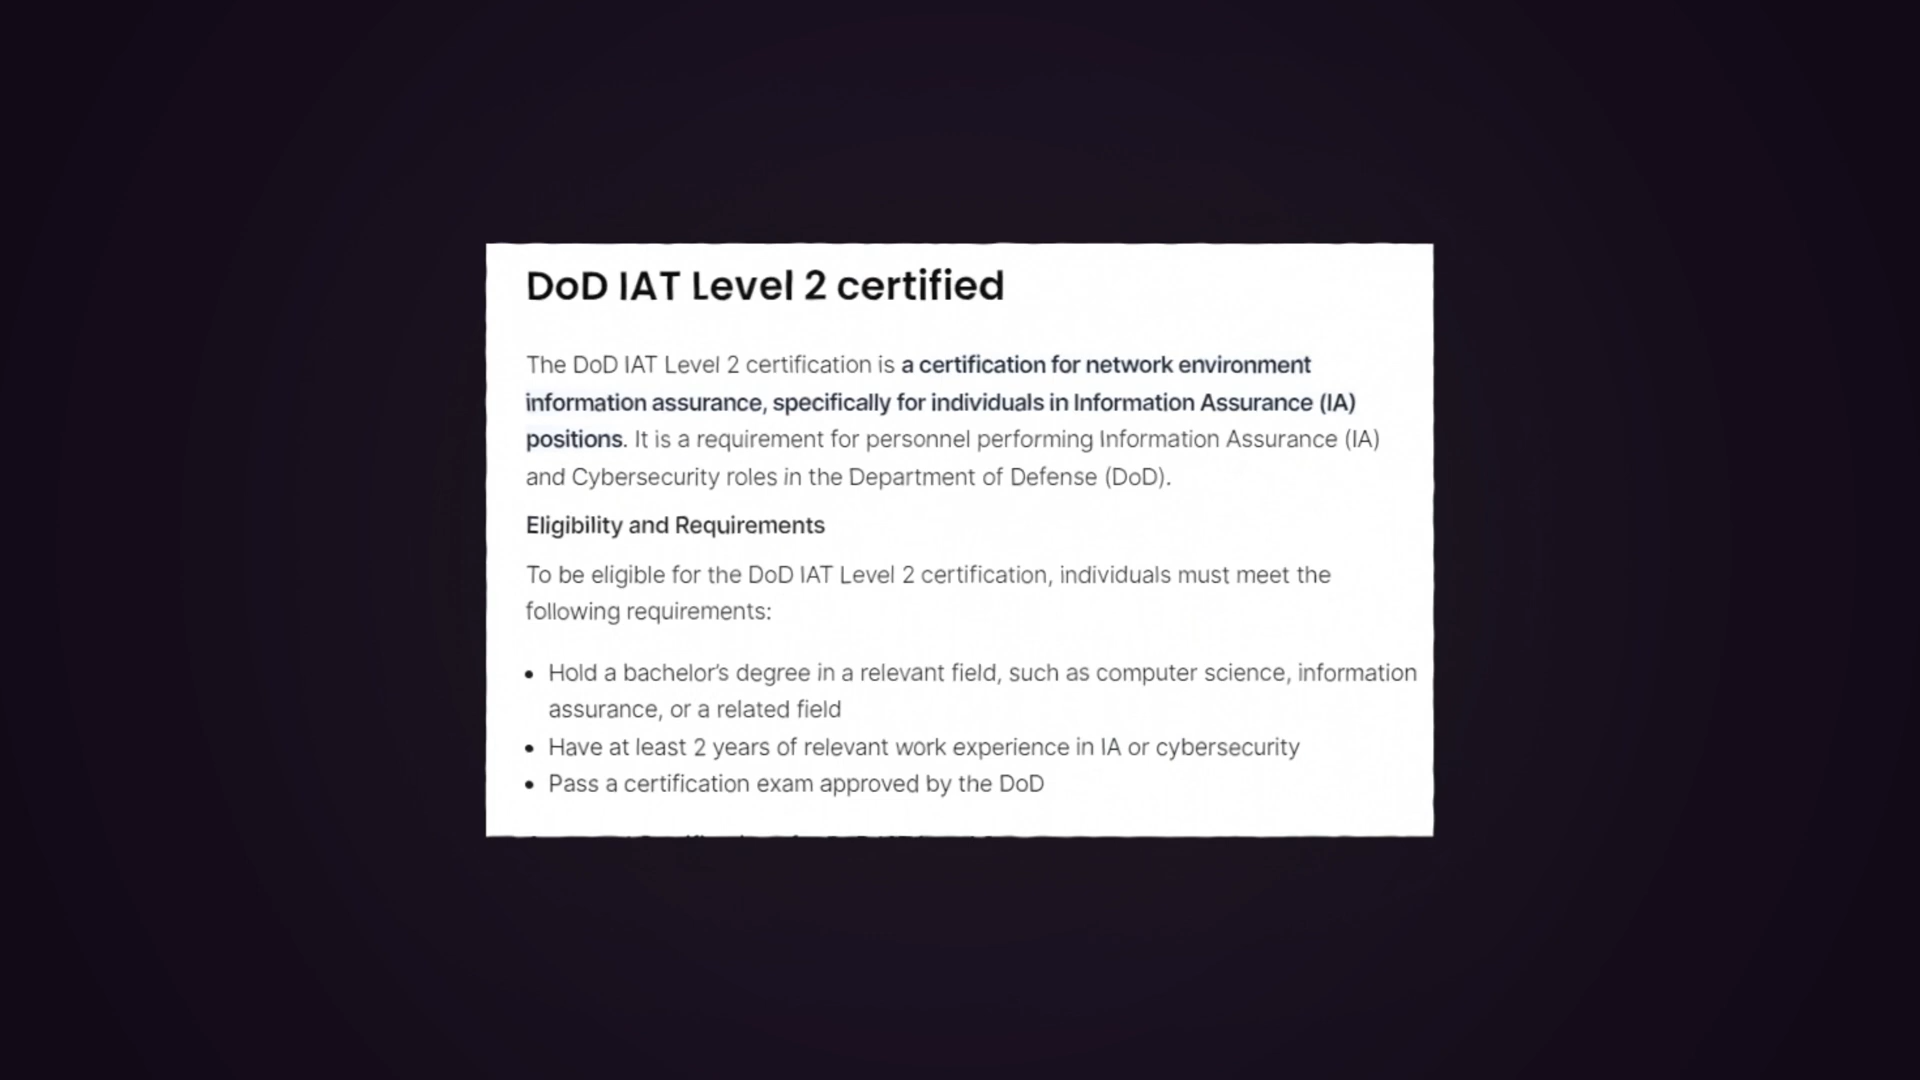 DoD IAT Level 2 certified
The DoD IAT Level 2 certification is a certification for network environment
information assurance, specifically for individuals in Information Assurance (IA)
positions. It is a requirement for personnel performing Information Assurance (IA)
and Cybersecurity roles in the Department of Defense (DoD).
Eligibility and Requirements
To be eligible for the DoD IAT Level 2 certification, individuals must meet the
following requirements:
• Hold a bachelor’s degree in a relevant field, such as computer science, information
assurance, or a related field
• Have at least 2 years of relevant work experience in IA or cybersecurity
• Pass a certification exam approved by the DoD